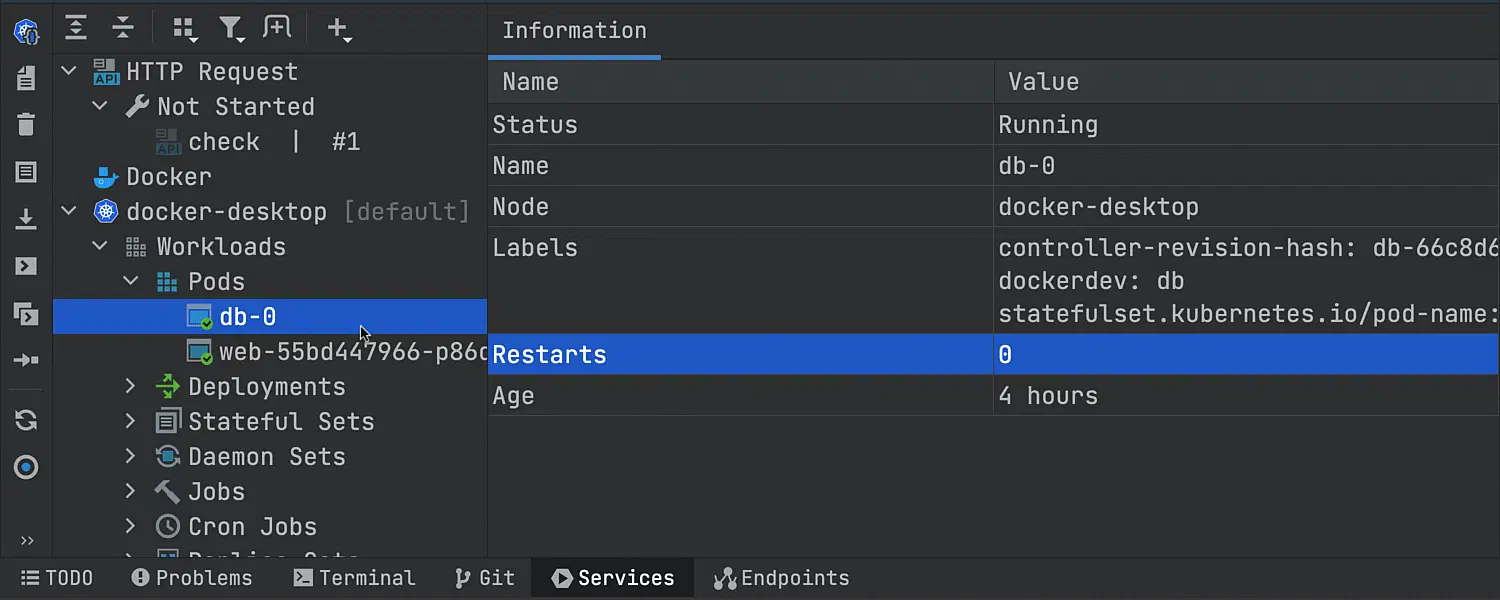 Information
HTTP Request
Not Started
check | #1
Docker
docker-desktop [default]
Workloads
Pods
db-0
web-55bd447966-p86
Deployments
Stateful Sets
Daemon Sets
Jobs
Cron Jobs
Name Value
Status Running
Name db-0
Node docker-desktop
Labels controller-revision-hash: db-66c8d6
dockerdev: db
statefulset.kubernetes.io/pod-name:
Restarts 0
Age 4 hours
TODO Problems Terminal Git Services Endpoints